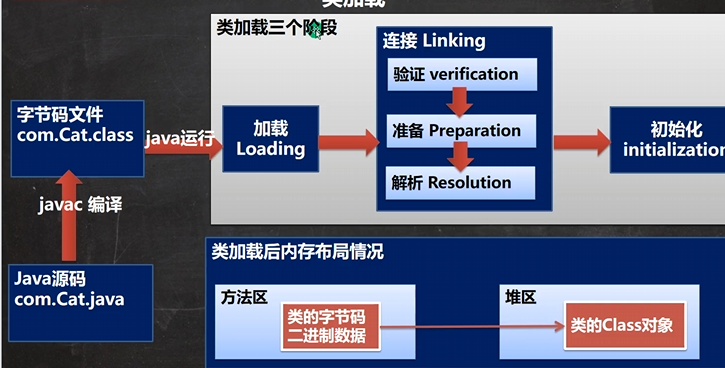 类加载
类加载三个阶段
连接 Linking
验证 verification
准备 Preparation
解析 Resolution
加载
Loading
初始化
initialization
字节码文件
com.Cat.class
java运行
javac 编译
Java源码
com.Cat.java
类加载后内存布局情况
方法区
类的字节码
二进制数据
堆区
类的Class对象